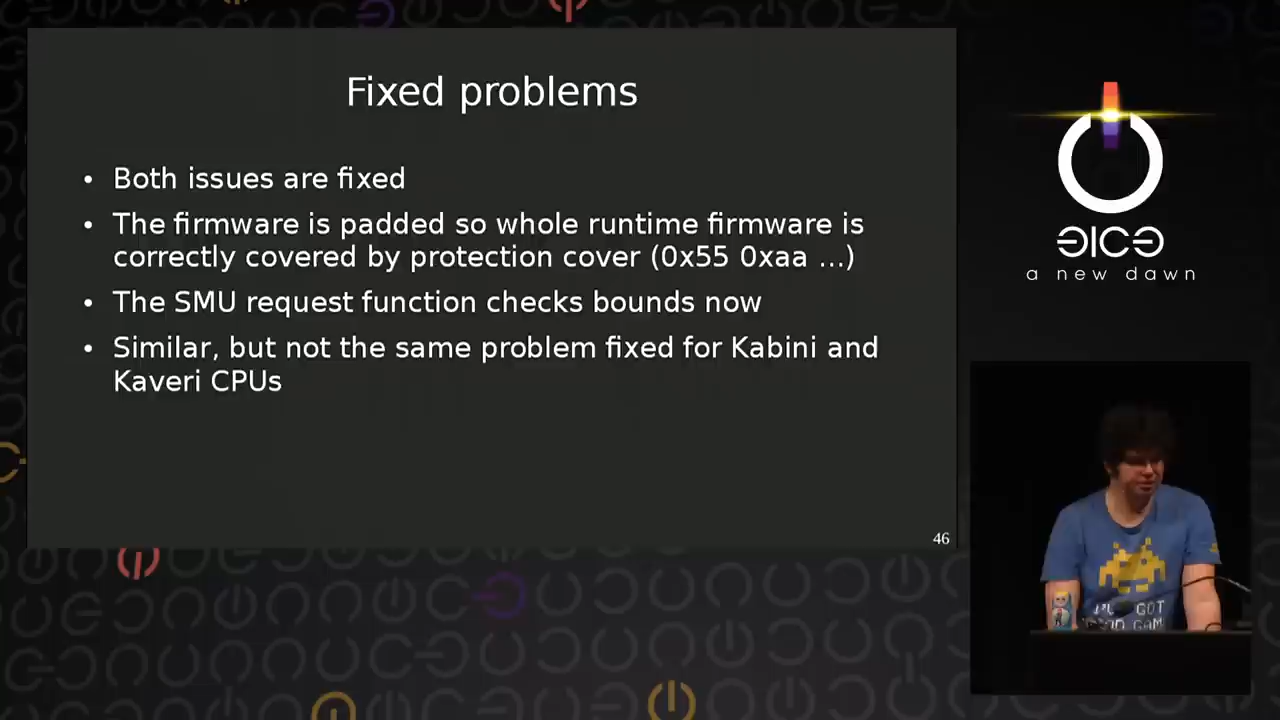 Fixed problems
• Both issues are fixed
• The firmware is padded so whole runtime firmware is
correctly covered by protection cover (0x55 0xaa ...)
• The SMU request function checks bounds now
• Similar, but not the same problem fixed for Kabini and
Kaveri CPUs
46
a new dawn
GOT